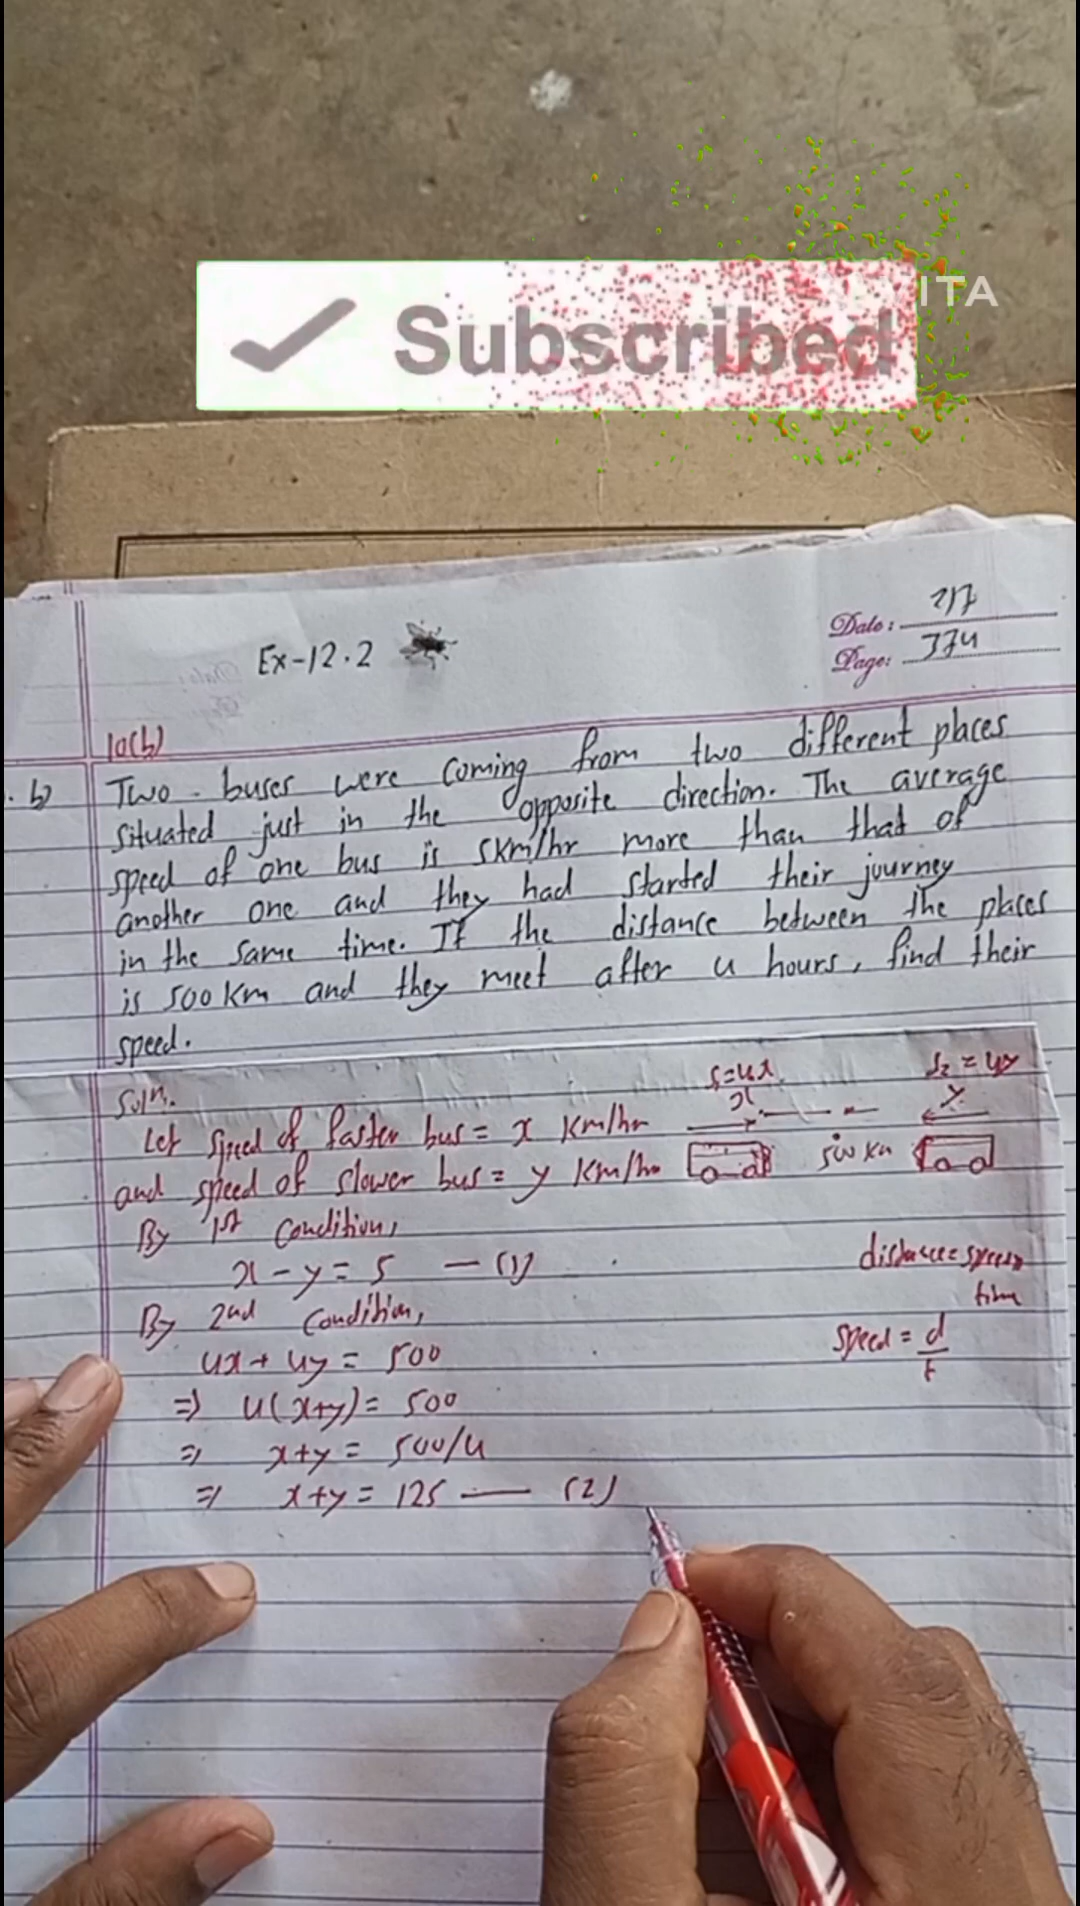 Subscribed
ITA
Ex-12.2
Date: 217
Page: 374
10(b)
b) Two buses were coming from two different places
situated just in the opposite direction. The average
speed of one bus is 5km/hr more than that of
another one and they had started their journey
in the same time. If the distance between the places
is 500 Km and they meet after 4 hours, find their
speed.
Soln.
S1=4x S2=4y
x y
Let speed of faster bus = x Km/hr
500 Km
and speed of slower bus = y Km/hr
By 1st Condition,
x-y=5 —(1)
distance=speed×
time
By 2nd Condition,
speed = d/t
4x+4y=500
=> 4(x+y)=500
=> x+y=500/4
=> x+y=125 — (2)